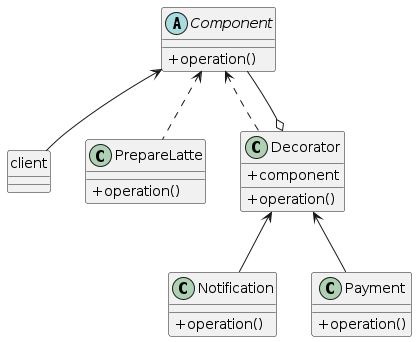 A Component
+operation()
client
C PrepareLatte
+operation()
C Decorator
+component
+operation()
C Notification
+operation()
C Payment
+operation()